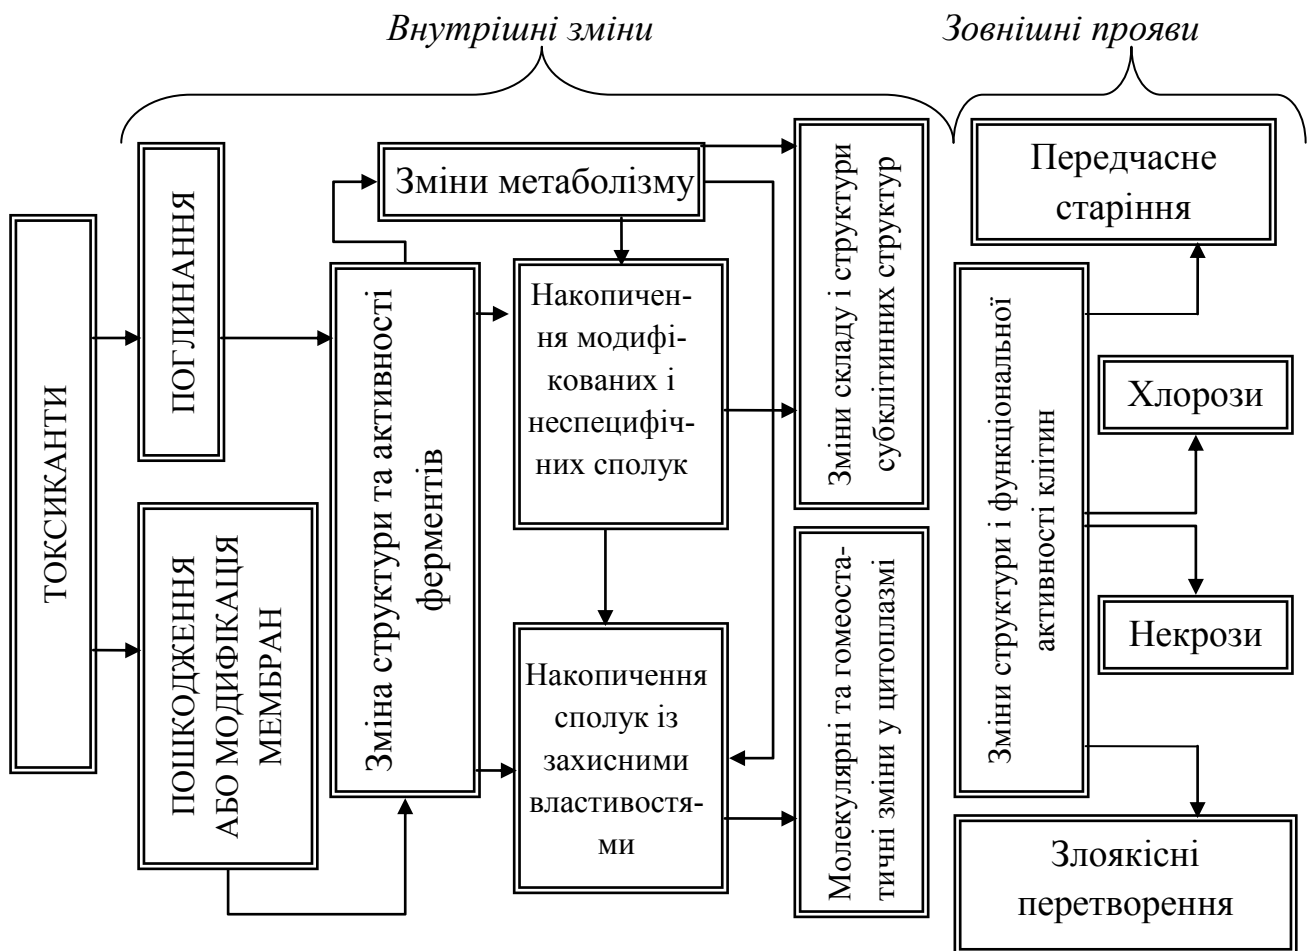 Внутрішні зміни
Зовнішні прояви
ТОКСИКАНТИ
ПОГЛИНАННЯ
ПОШКОДЖЕННЯ
АБО МОДИФІКАЦІЯ
МЕМБРАН
Зміна структури та активності
ферментів
Зміни метаболізму
Накопичен-
ня модифі-
кованих і
неспецифіч-
них сполук
Накопичення
сполук із
захисними
властивостя-
ми
Зміни складу і структури
субклітинних структур
Молекулярні та гомеоста-
тичні зміни у цитоплазмі
Зміни структури і функціональної
активності клітин
Передчасне
старіння
Хлорози
Некрози
Злоякісні
перетворення